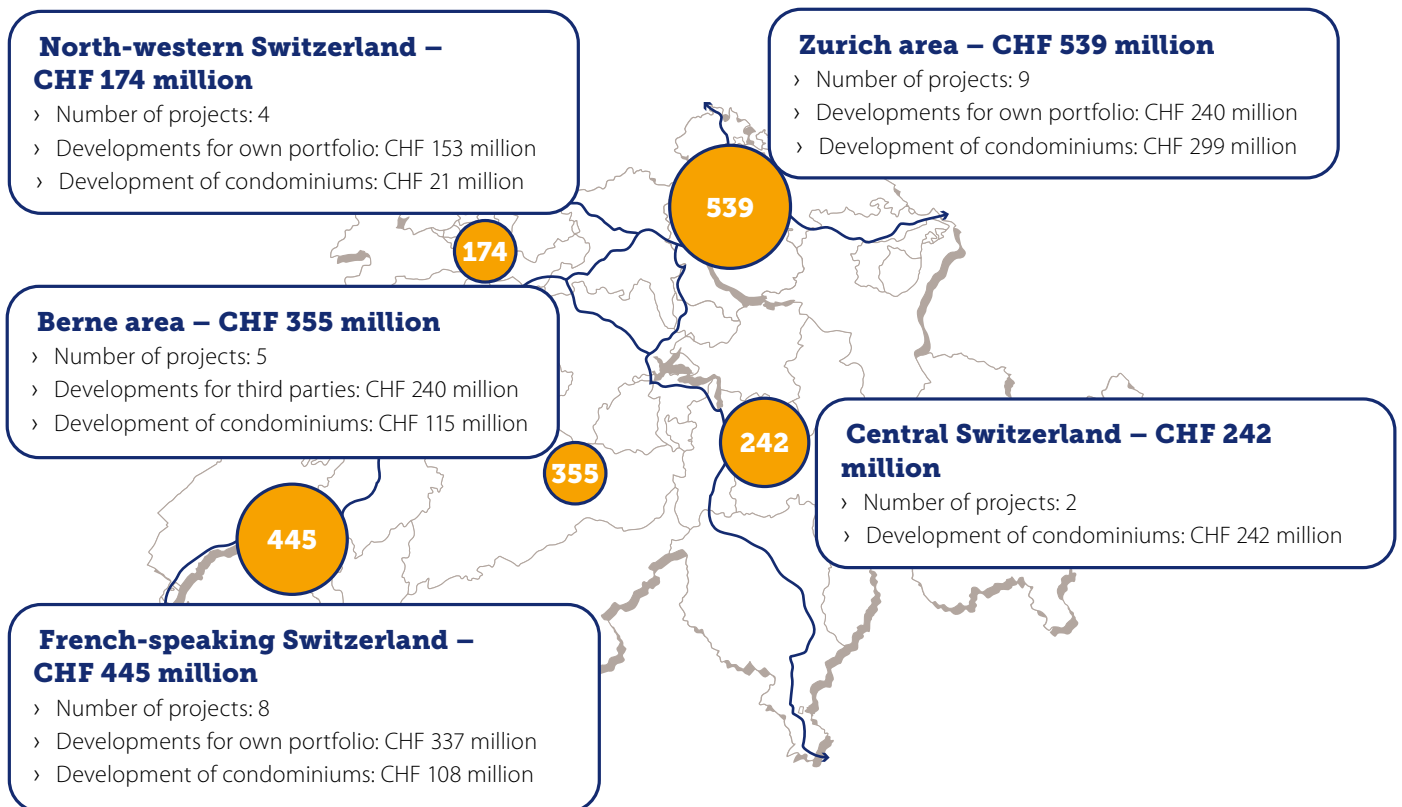 North-western Switzerland –
CHF 174 million
› Number of projects: 4
› Developments for own portfolio: CHF 153 million
› Development of condominiums: CHF 21 million
Zurich area – CHF 539 million
› Number of projects: 9
› Developments for own portfolio: CHF 240 million
› Development of condominiums: CHF 299 million
539
174
Berne area – CHF 355 million
› Number of projects: 5
› Developments for third parties: CHF 240 million
› Development of condominiums: CHF 115 million
242
355
Central Switzerland – CHF 242
million
› Number of projects: 2
› Development of condominiums: CHF 242 million
445
French-speaking Switzerland –
CHF 445 million
› Number of projects: 8
› Developments for own portfolio: CHF 337 million
› Development of condominiums: CHF 108 million